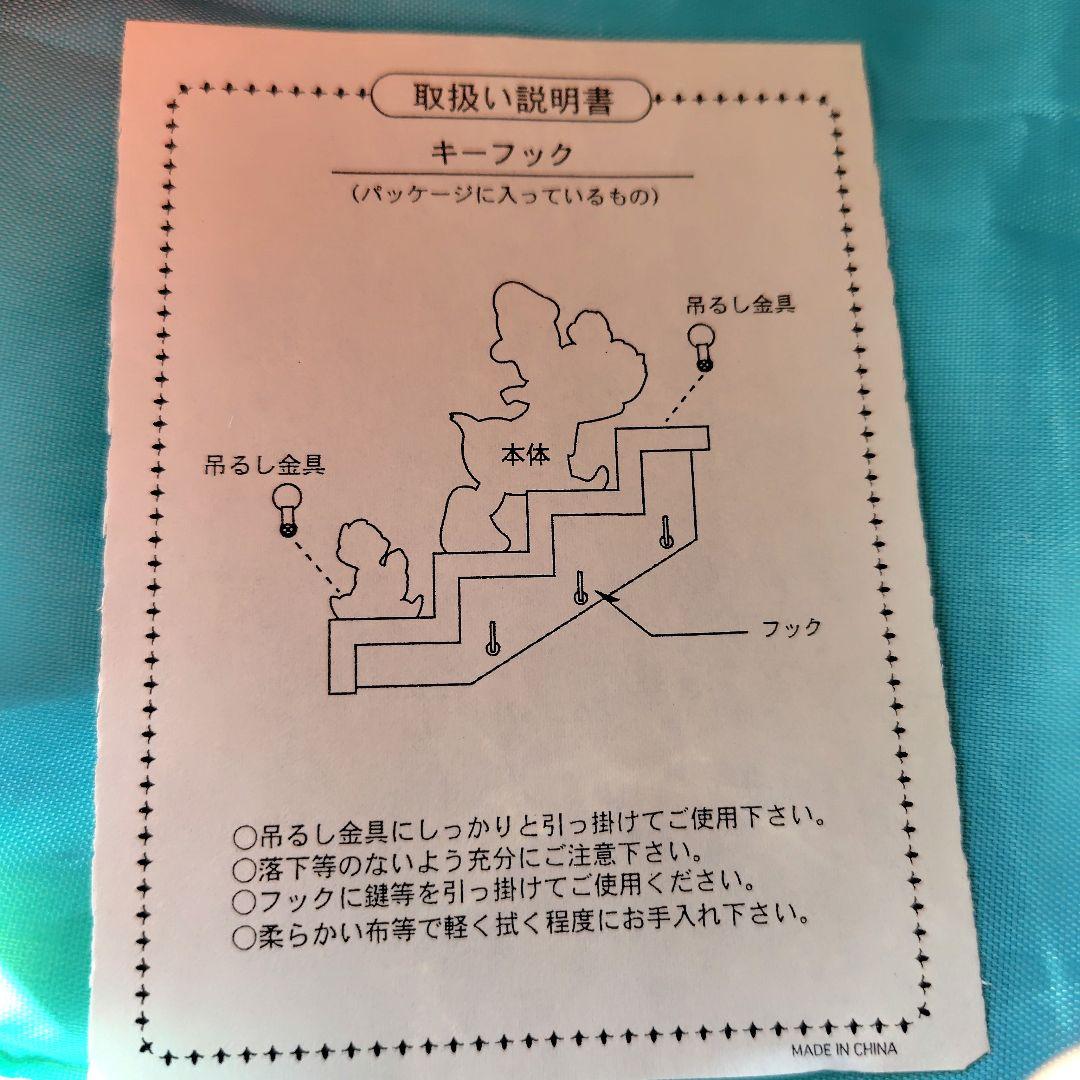 取扱い説明書
キーフック
(パッケージに入っているもの)
吊るし金具
本体
吊るし金具
フック
○吊るし金具にしっかりと引っ掛けてご使用下さい。
○落下等のないよう充分にご注意下さい。
○フックに鍵等を引っ掛けてご使用ください。
○柔らかい布等で軽く拭く程度にお手入れ下さい。
MADE IN CHINA